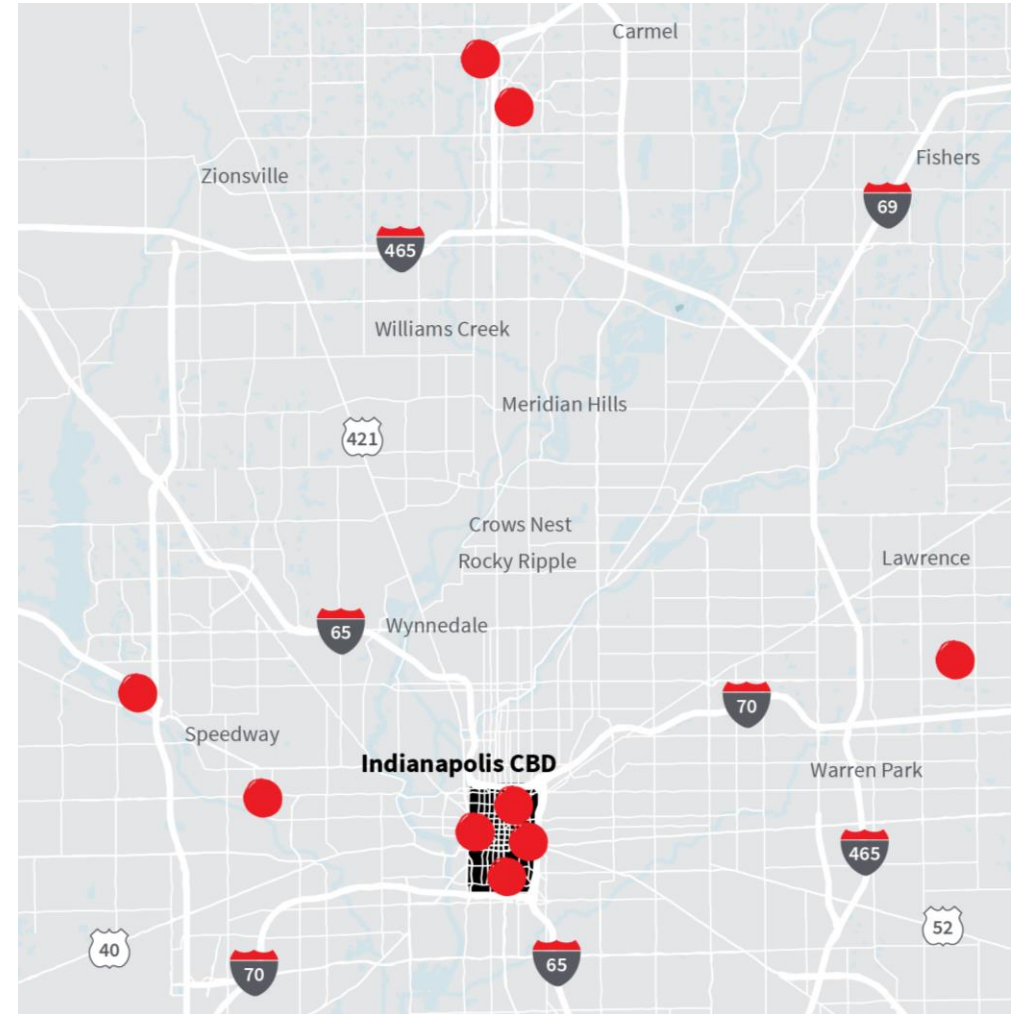 Carmel
Fishers
Zionsville
69
465
Williams Creek
Meridian Hills
421
Crows Nest
Rocky Ripple
Lawrence
65
Wynnedale
70
Speedway
Indianapolis CBD
Warren Park
465
52
40
70
65